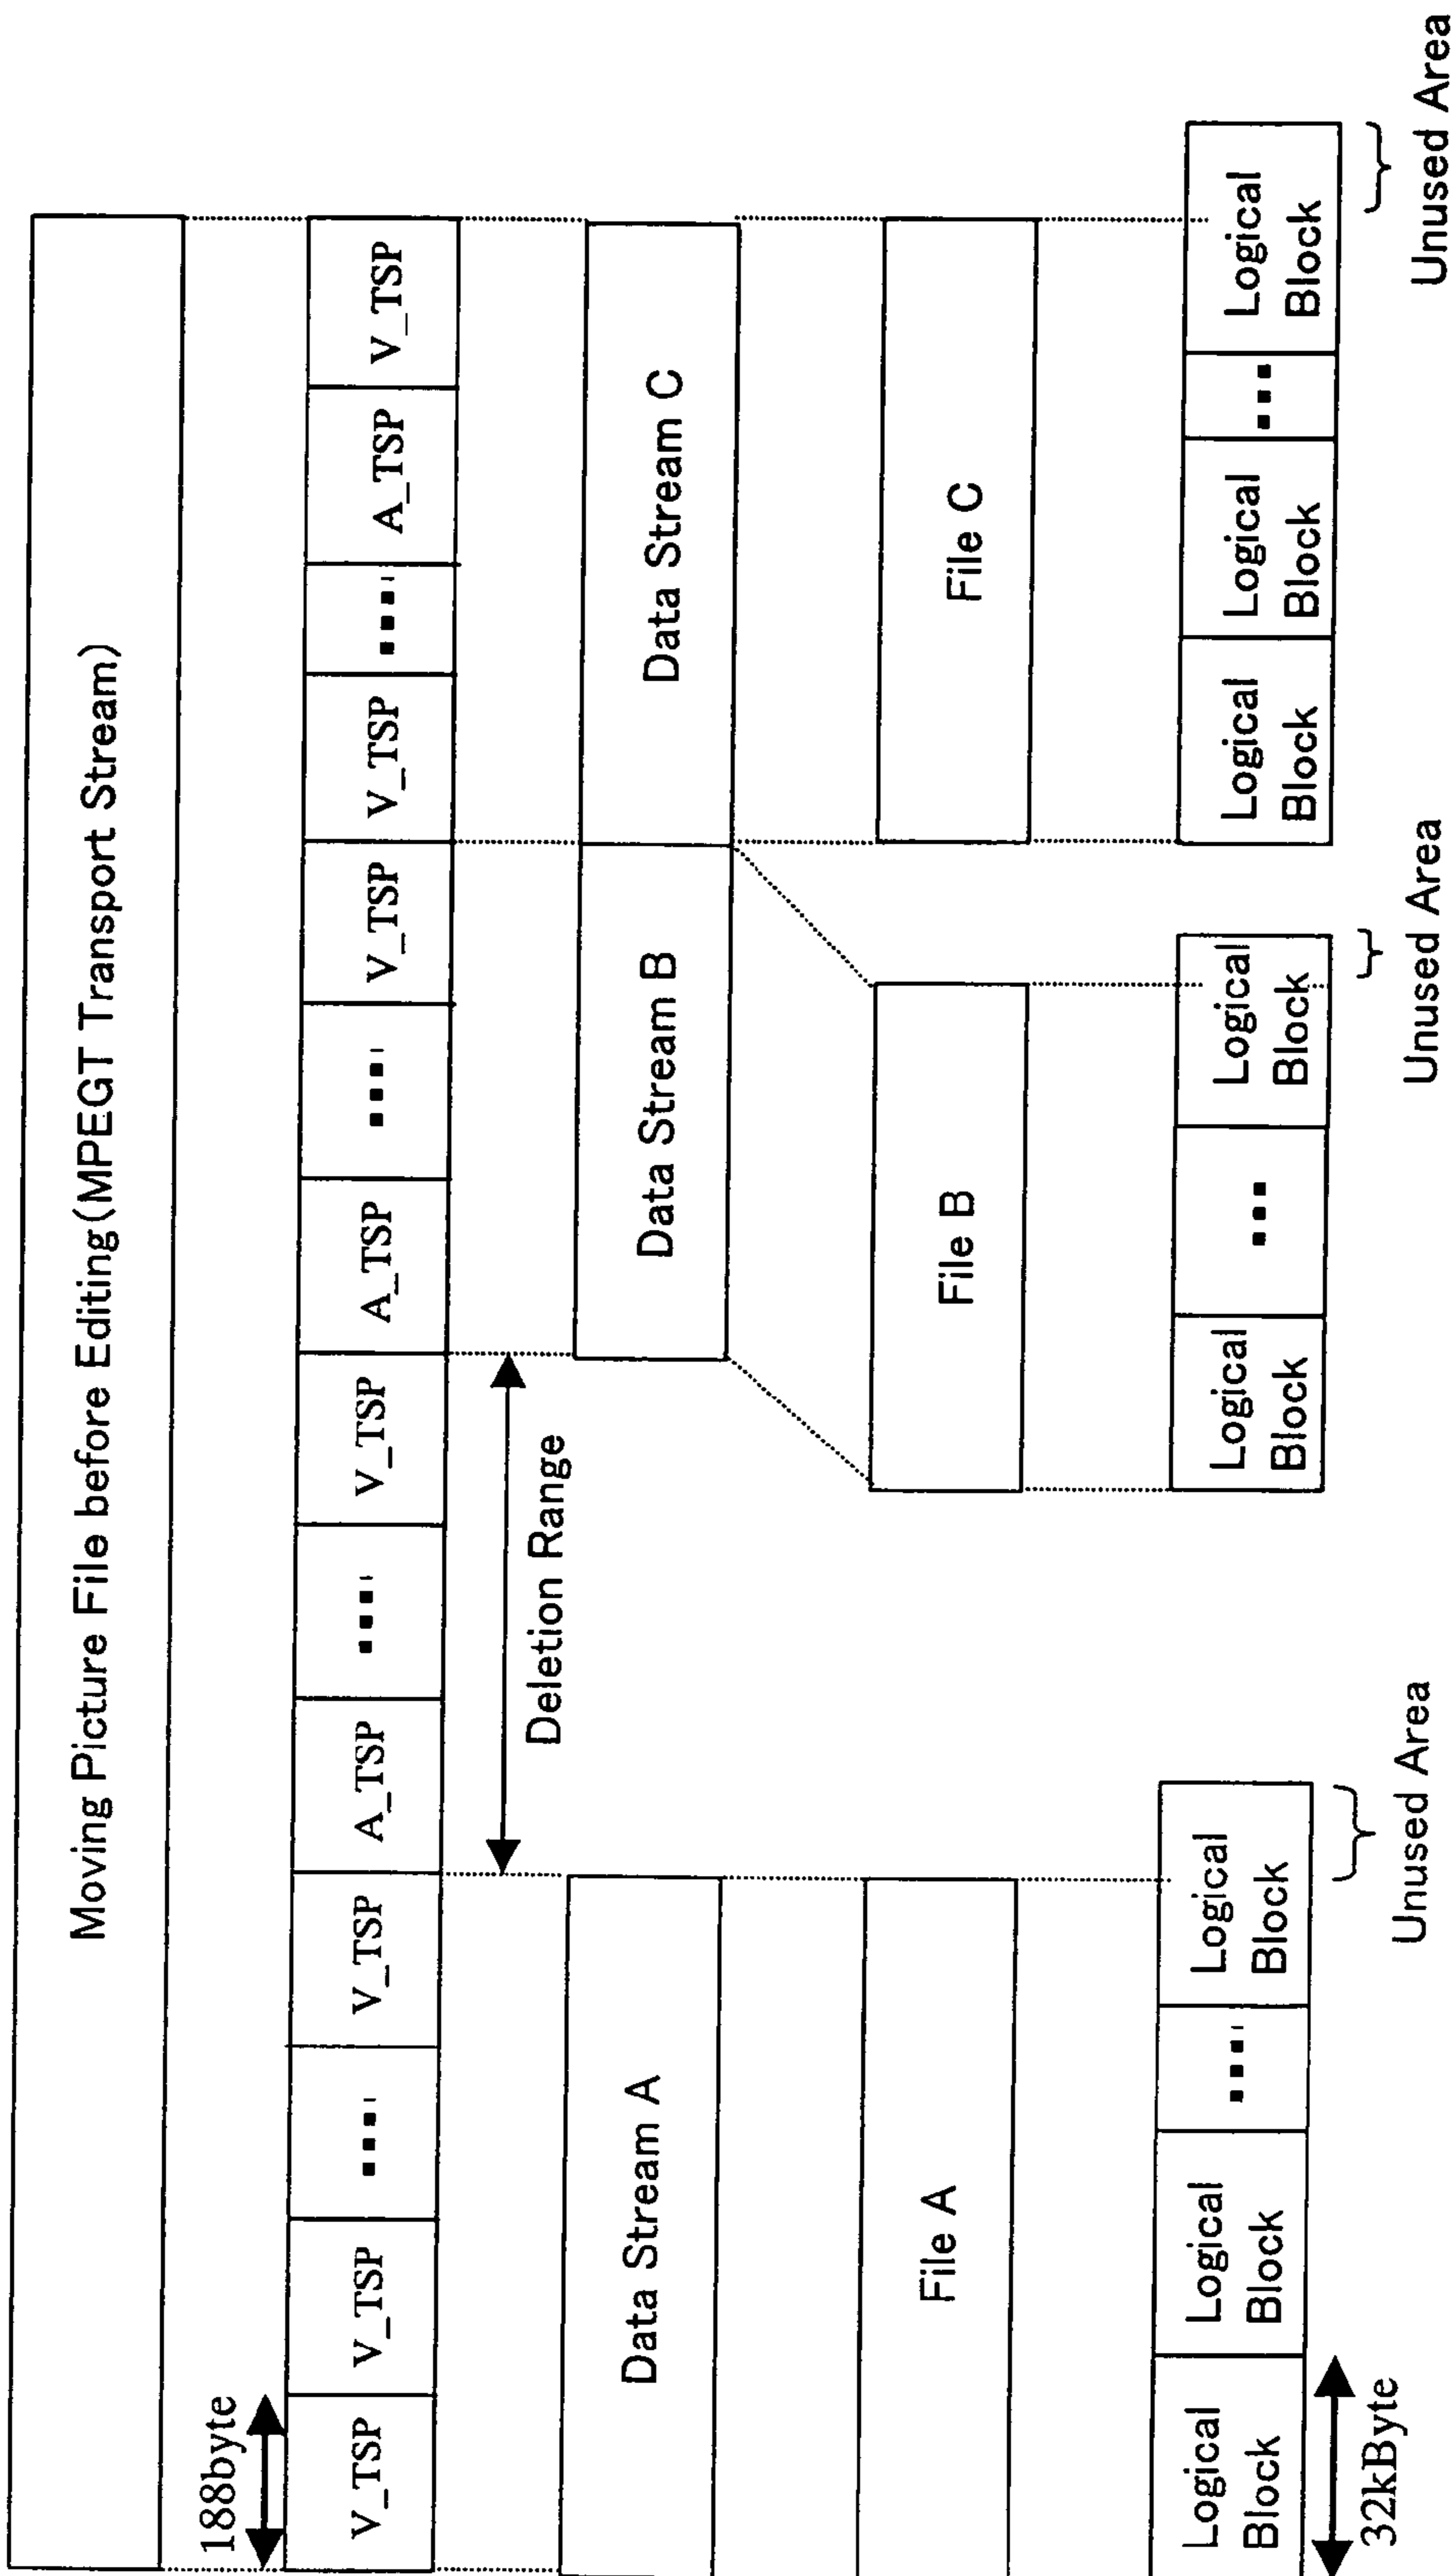 Moving Picture File before Editing(MPEGT Transport Stream)
188byte
V_TSP
V_TSP
....
V_TSP
A_TSP
....
V_TSP
A_TSP
....
V_TSP
V_TSP
....
A_TSP
V_TSP
Deletion Range
Data Stream A
Data Stream B
Data Stream C
File A
File B
File C
Logical
Block
Logical
Block
....
Logical
Block
Logical
Block
...
Logical
Block
Logical
Block
Logical
Block
...
Logical
Block
32kByte
Unused Area
Unused Area
Unused Area